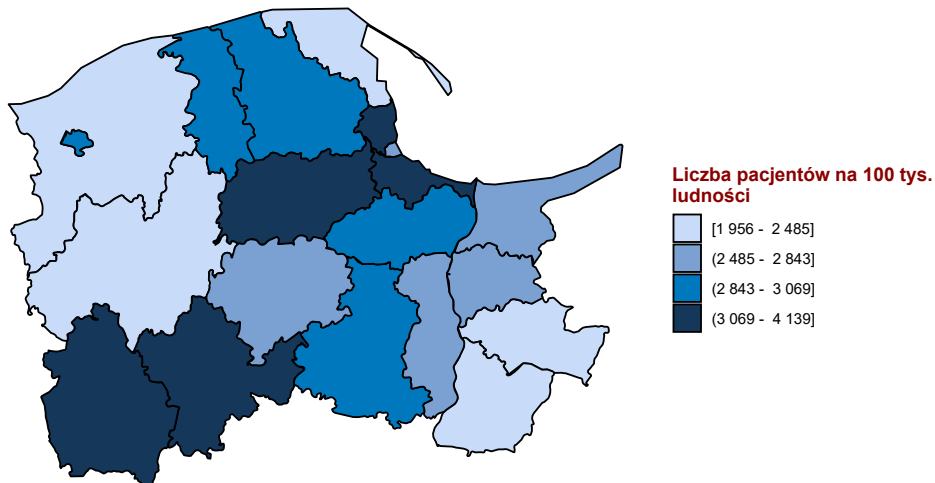 Liczba pacjentów na 100 tys.
ludności
[1 956 - 2 485]
(2 485 - 2 843]
(2 843 - 3 069]
(3 069 - 4 139]